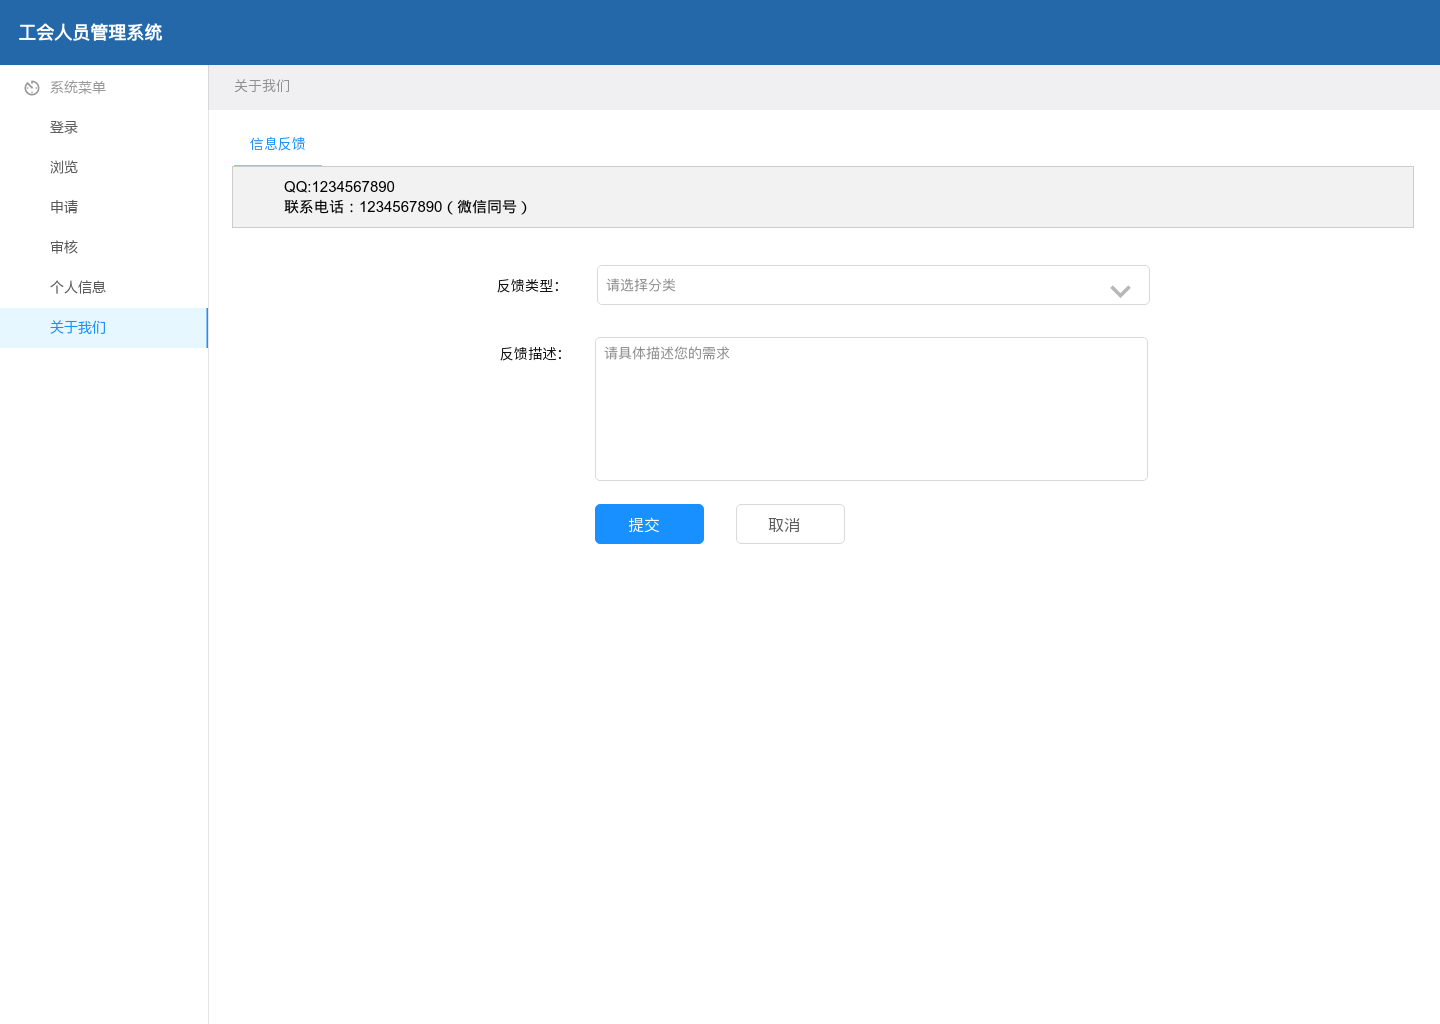 工会人员管理系统
系统菜单
登录
浏览
申请
审核
个人信息
关于我们
关于我们
信息反馈
QQ:1234567890
联系电话：1234567890（微信同号）
反馈类型：
请选择分类
反馈描述：
请具体描述您的需求
提交
取消